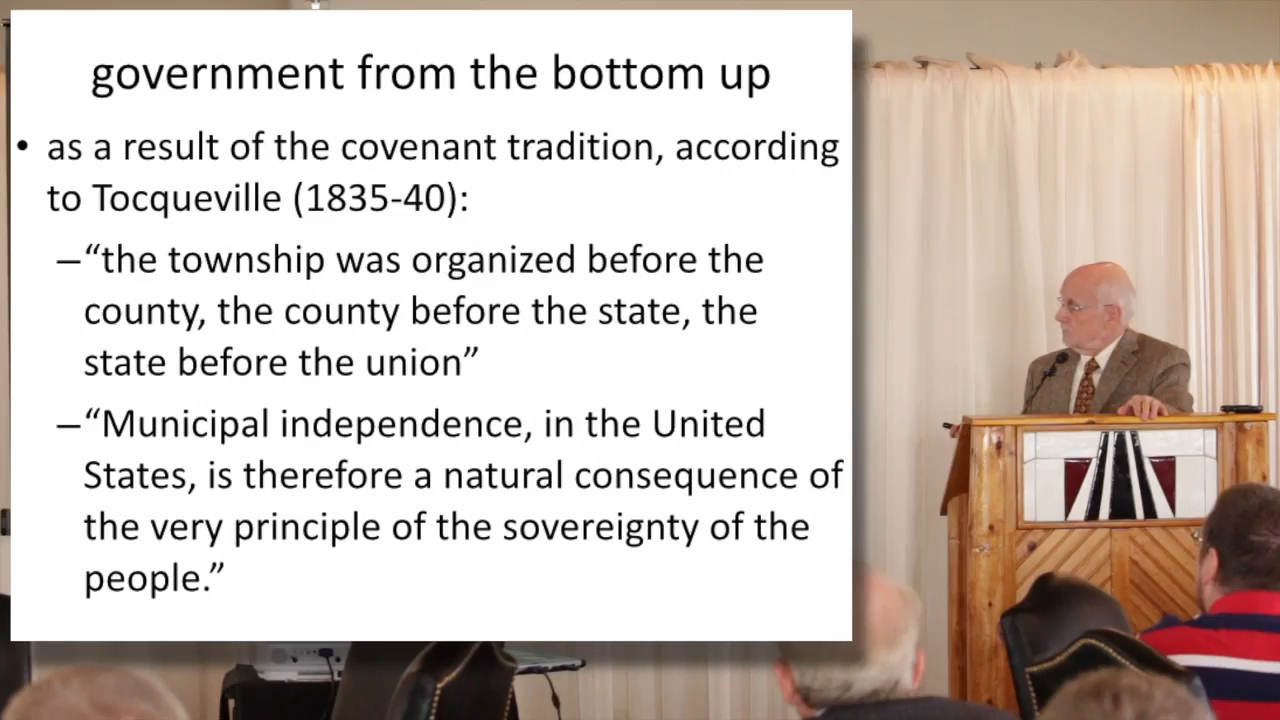 government from the bottom up
• as a result of the covenant tradition, according
to Tocqueville (1835-40):
–“the township was organized before the
county, the county before the state, the
state before the union”
–“Municipal independence, in the United
States, is therefore a natural consequence of
the very principle of the sovereignty of the
people.”